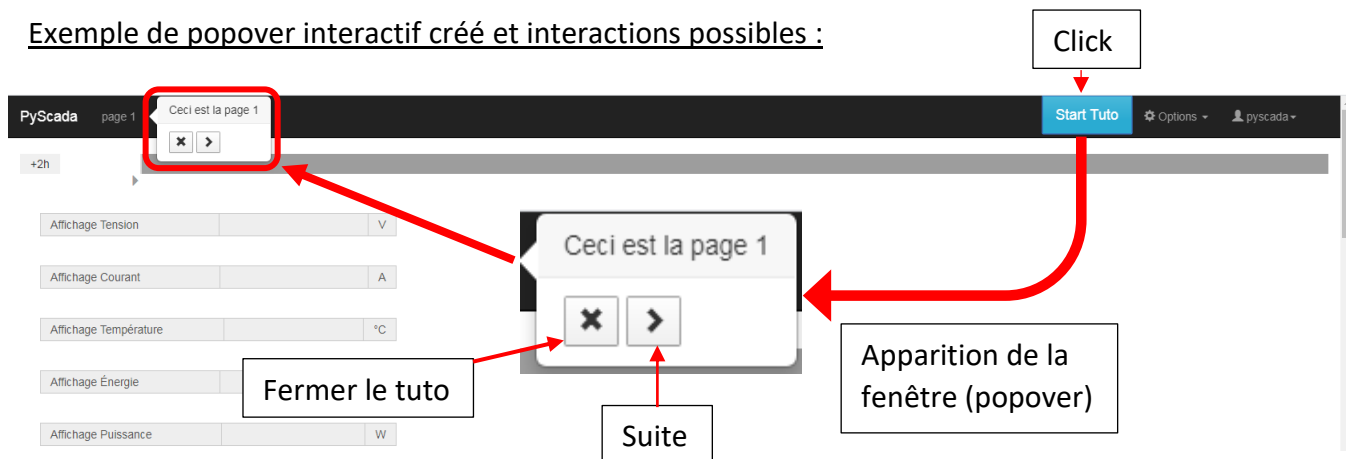 Exemple de popover interactif créé et interactions possibles :
Click
PyScada page 1 Ceci est la page 1 Start Tuto Options pyscada
+2h
Affichage Tension V
Ceci est la page 1
Affichage Courant A
Affichage Température °C
Apparition de la
fenêtre (popover)
Affichage Énergie
Fermer le tuto
Suite
Affichage Puissance W